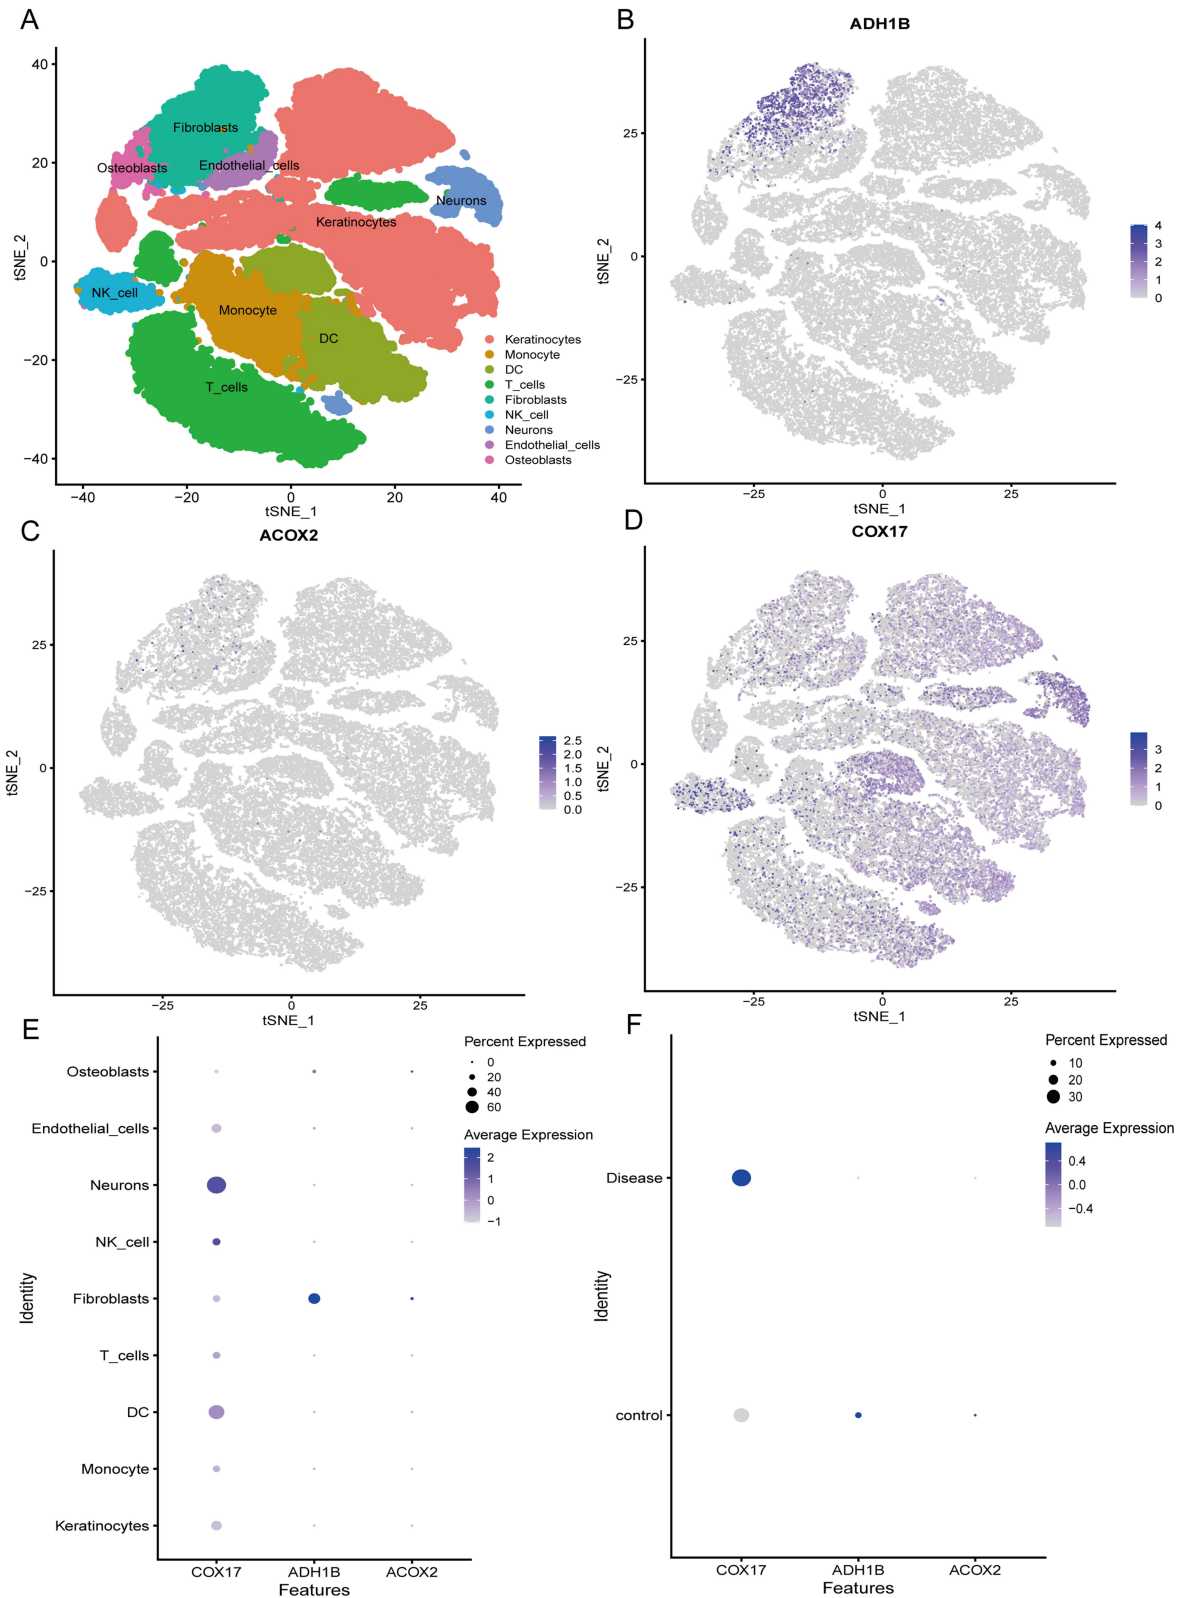 A
40
20
0
−20
−40
tSNE_2
Fibroblasts
Osteoblasts
Endothelial_cells
Neurons
Keratinocytes
NK_cell
Monocyte
DC
T_cells
Keratinocytes
Monocyte
DC
T_cells
Fibroblasts
NK_cell
Neurons
Endothelial_cells
Osteoblasts
−40
−20
0
20
40
tSNE_1
B
ADH1B
25
0
−25
tSNE_2
4
3
2
1
0
−25
0
25
tSNE_1
C
ACOX2
25
0
−25
tSNE_2
2.5
2.0
1.5
1.0
0.5
0.0
−25
0
25
tSNE_1
D
COX17
25
0
−25
tSNE_2
3
2
1
0
−25
0
25
tSNE_1
E
Osteoblasts
Endothelial_cells
Neurons
NK_cell
Fibroblasts
T_cells
DC
Monocyte
Keratinocytes
Identity
COX17
ADH1B
ACOX2
Features
Percent Expressed
0
20
40
60
Average Expression
2
1
0
−1
F
Disease
control
Identity
COX17
ADH1B
ACOX2
Features
Percent Expressed
10
20
30
Average Expression
0.4
0.0
−0.4